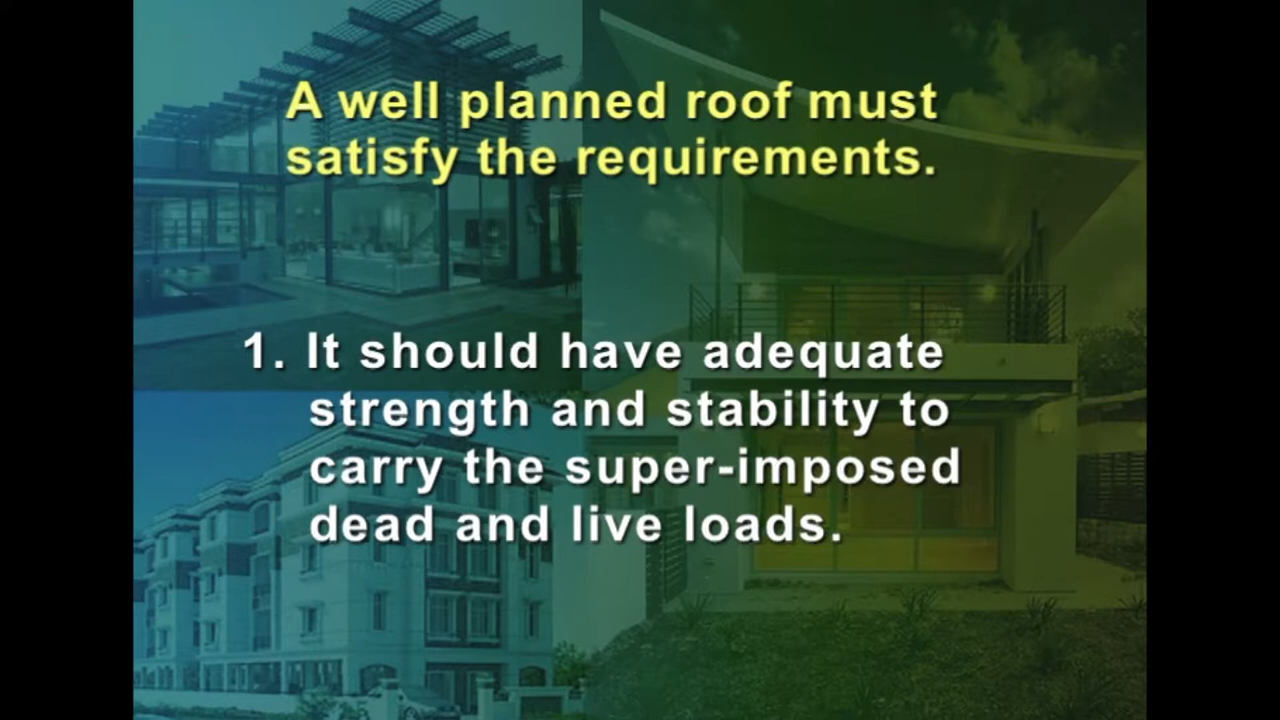 A well planned roof must
satisfy the requirements.
1. It should have adequate
strength and stability to
carry the super-imposed
dead and live loads.